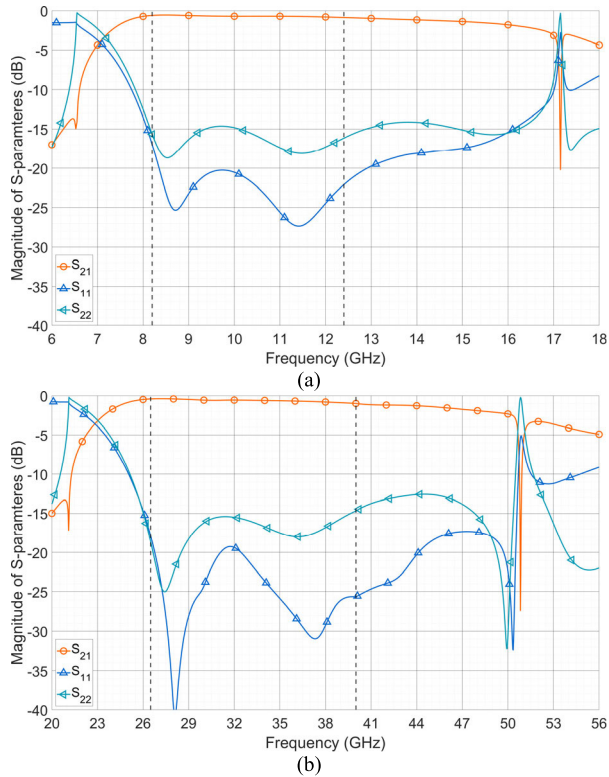 0
-5
-10
-15
-20
-25
-30
-35
-40
Magnitude of S-paramteres (dB)
S21
S11
S22
6 7 8 9 10 11 12 13 14 15 16 17 18
Frequency (GHz)
(a)
0
-5
-10
-15
-20
-25
-30
-35
-40
Magnitude of S-paramteres (dB)
S21
S11
S22
20 23 26 29 32 35 38 41 44 47 50 53 56
Frequency (GHz)
(b)